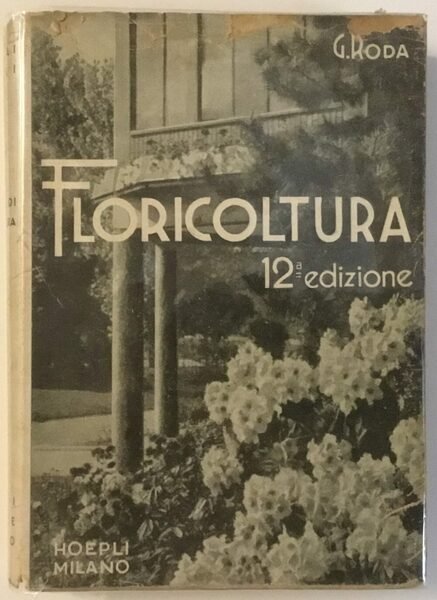 G. RODA
FLORICOLTURA
12ª edizione
HOEPLI
MILANO